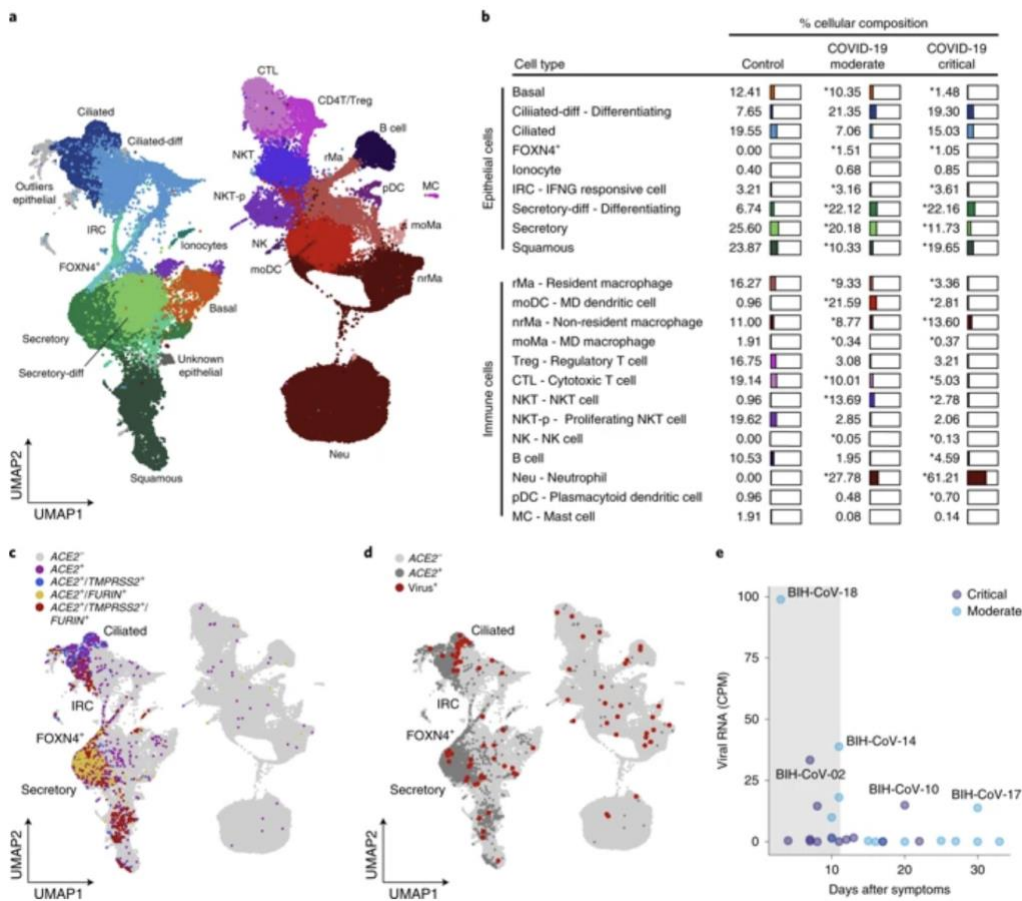 a
CTL
CD4T/Treg
Ciliated
Ciliated-diff
B cell
NKT
rMa
Outliers
epithelial
NKT-p
pDC
MC
IRC
moMa
Ionocytes
NK
FOXN4+
moDC
nrMa
Basal
Secretory
Unknown
epithelial
Secretory-diff
Squamous
Neu
UMAP2
UMAP1
b
% cellular composition
Cell type Control COVID-19 moderate COVID-19 critical
Epithelial cells
Basal 12.41 *10.35 *1.48
Ciliiated-diff - Differentiating 7.65 21.35 19.30
Ciliated 19.55 7.06 15.03
FOXN4+ 0.00 *1.51 *1.05
Ionocyte 0.40 0.68 0.85
IRC - IFNG responsive cell 3.21 *3.16 *3.61
Secretory-diff - Differentiating 6.74 *22.12 *22.16
Secretory 25.60 *20.18 *11.73
Squamous 23.87 *10.33 *19.65
Immune cells
rMa - Resident macrophage 16.27 *9.33 *3.36
moDC - MD dendritic cell 0.96 *21.59 *2.81
nrMa - Non-resident macrophage 11.00 *8.77 *13.60
moMa - MD macrophage 1.91 *0.34 *0.37
Treg - Regulatory T cell 16.75 3.08 3.21
CTL - Cytotoxic T cell 19.14 *10.01 *5.03
NKT - NKT cell 0.96 *13.69 *2.78
NKT-p - Proliferating NKT cell 19.62 2.85 2.06
NK - NK cell 0.00 *0.05 *0.13
B cell 10.53 1.95 *4.59
Neu - Neutrophil 0.00 *27.78 *61.21
pDC - Plasmacytoid dendritic cell 0.96 0.48 *0.70
MC - Mast cell 1.91 0.08 0.14
c
ACE2−
ACE2+
ACE2+/TMPRSS2+
ACE2+/FURIN+
ACE2+/TMPRSS2+/
FURIN+
Ciliated
IRC
FOXN4+
Secretory
UMAP2
UMAP1
d
ACE2−
ACE2+
Virus+
Ciliated
IRC
FOXN4+
Secretory
UMAP2
UMAP1
e
100
75
50
25
0
Viral RNA (CPM)
BIH-CoV-18
Critical
Moderate
BIH-CoV-14
BIH-CoV-02
BIH-CoV-10
BIH-CoV-17
10 20 30
Days after symptoms